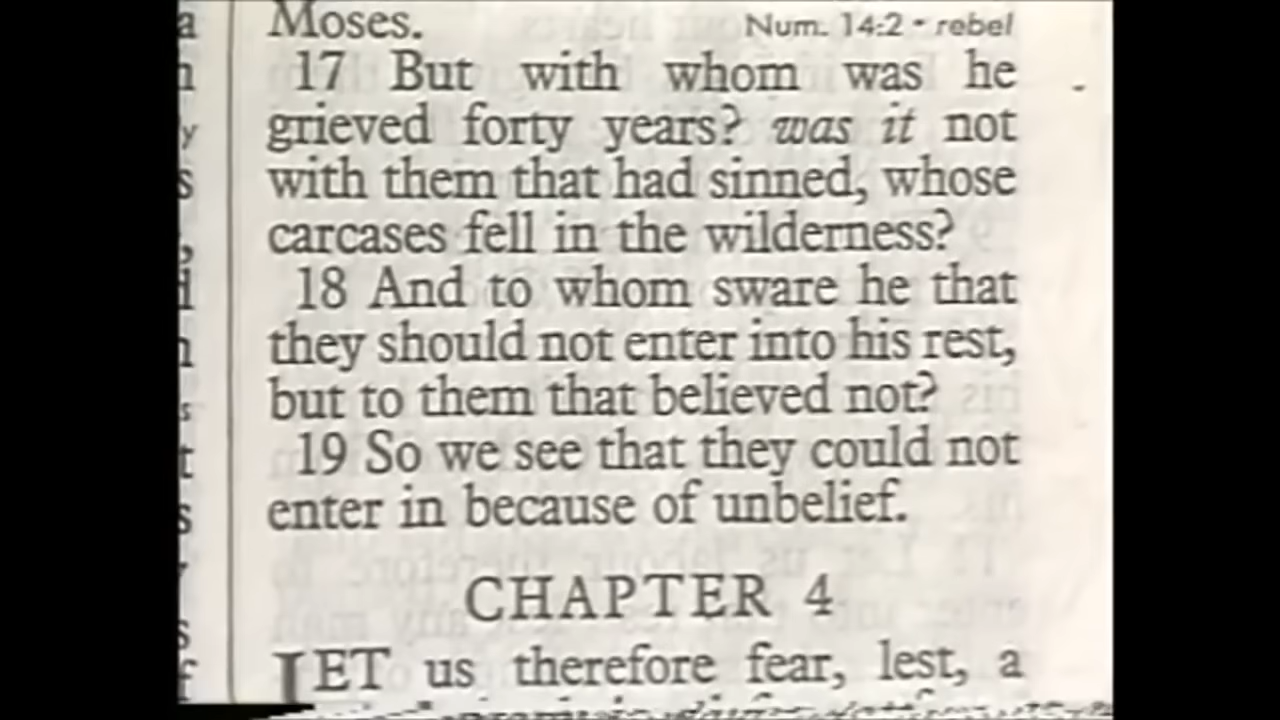 Moses. Num. 14:2 • rebel
17 But with whom was he
grieved forty years? was it not
with them that had sinned, whose
carcases fell in the wilderness?
18 And to whom sware he that
they should not enter into his rest,
but to them that believed not?
19 So we see that they could not
enter in because of unbelief.
CHAPTER 4
LET us therefore fear, lest, a